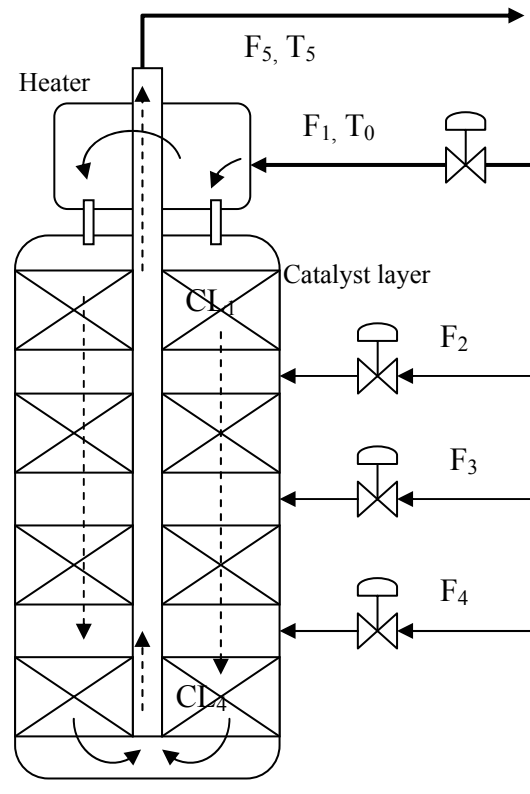 F₅, T₅
Heater
F₁, T₀
Catalyst layer
CL₁
F₂
F₃
F₄
CL₄